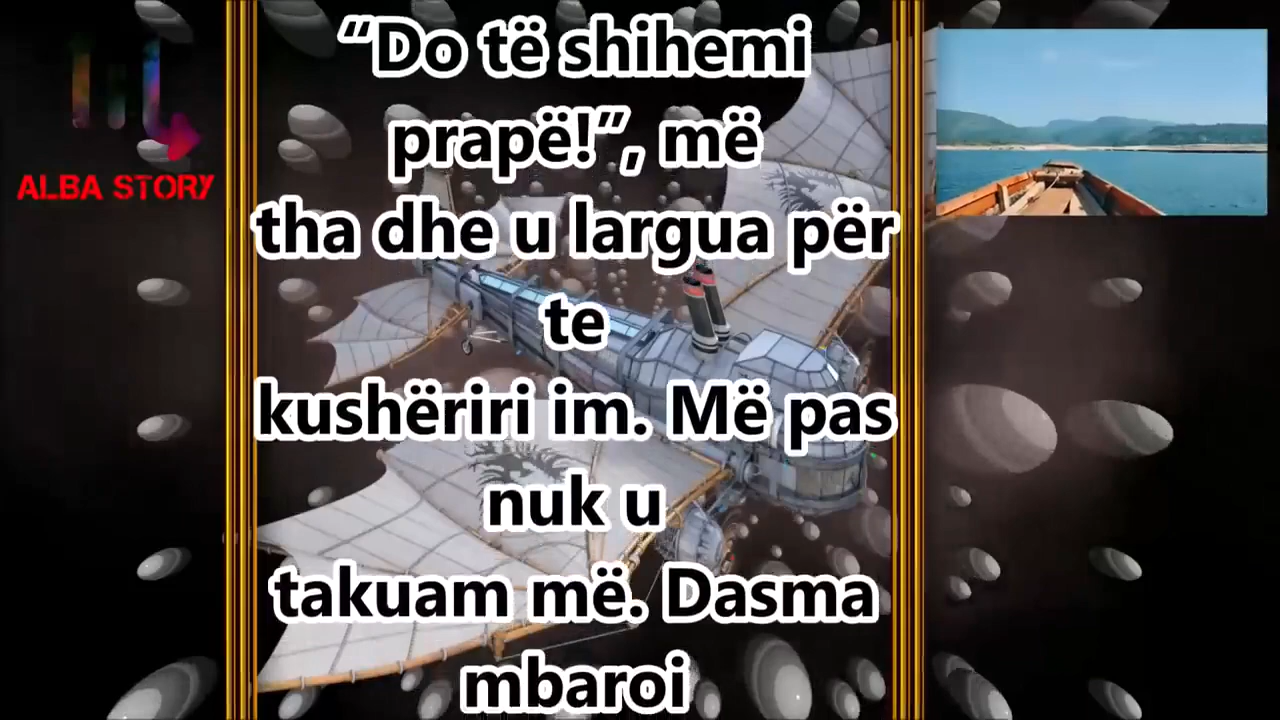 “Do të shihemi
prapë!”, më
tha dhe u largua për
te
kushëriri im. Më pas
nuk u
takuam më. Dasma
mbaroi
ALBA STORY